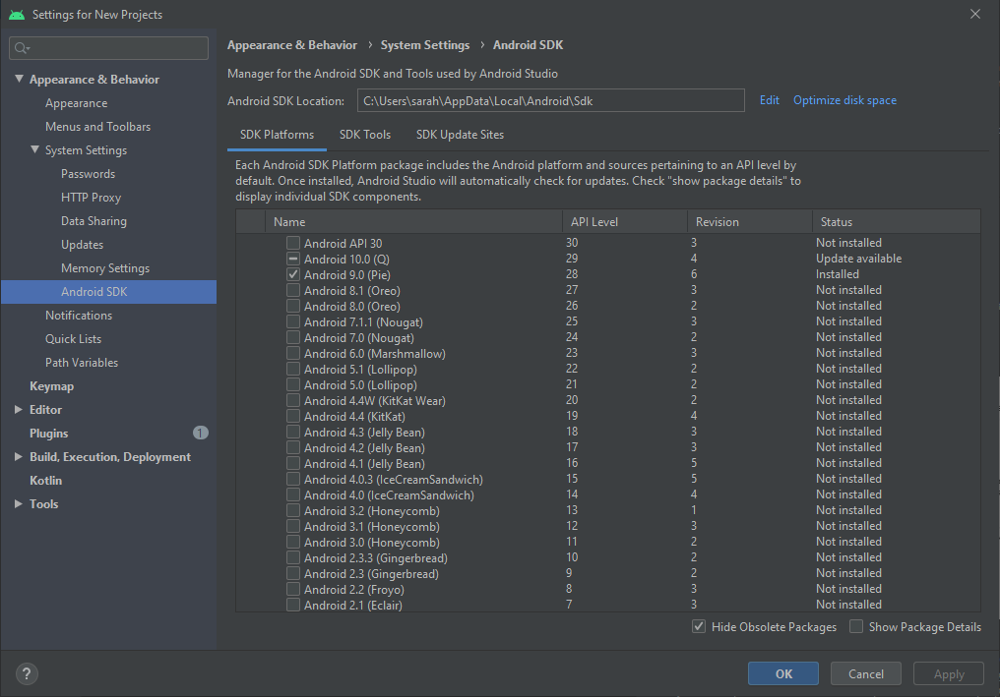 Settings for New Projects
Appearance & Behavior
Appearance
Menus and Toolbars
System Settings
Passwords
HTTP Proxy
Data Sharing
Updates
Memory Settings
Android SDK
Notifications
Quick Lists
Path Variables
Keymap
Editor
Plugins 1
Build, Execution, Deployment
Kotlin
Tools
Appearance & Behavior › System Settings › Android SDK
Manager for the Android SDK and Tools used by Android Studio
Android SDK Location: C:\Users\sarah\AppData\Local\Android\Sdk Edit Optimize disk space
SDK Platforms SDK Tools SDK Update Sites
Each Android SDK Platform package includes the Android platform and sources pertaining to an API level by
default. Once installed, Android Studio will automatically check for updates. Check "show package details" to
display individual SDK components.
Name API Level Revision Status
Android API 30 30 3 Not installed
Android 10.0 (Q) 29 4 Update available
Android 9.0 (Pie) 28 6 Installed
Android 8.1 (Oreo) 27 3 Not installed
Android 8.0 (Oreo) 26 2 Not installed
Android 7.1.1 (Nougat) 25 3 Not installed
Android 7.0 (Nougat) 24 2 Not installed
Android 6.0 (Marshmallow) 23 3 Not installed
Android 5.1 (Lollipop) 22 2 Not installed
Android 5.0 (Lollipop) 21 2 Not installed
Android 4.4W (KitKat Wear) 20 2 Not installed
Android 4.4 (KitKat) 19 4 Not installed
Android 4.3 (Jelly Bean) 18 3 Not installed
Android 4.2 (Jelly Bean) 17 3 Not installed
Android 4.1 (Jelly Bean) 16 5 Not installed
Android 4.0.3 (IceCreamSandwich) 15 5 Not installed
Android 4.0 (IceCreamSandwich) 14 4 Not installed
Android 3.2 (Honeycomb) 13 1 Not installed
Android 3.1 (Honeycomb) 12 3 Not installed
Android 3.0 (Honeycomb) 11 2 Not installed
Android 2.3.3 (Gingerbread) 10 2 Not installed
Android 2.3 (Gingerbread) 9 2 Not installed
Android 2.2 (Froyo) 8 3 Not installed
Android 2.1 (Eclair) 7 3 Not installed
Hide Obsolete Packages Show Package Details
? OK Cancel Apply